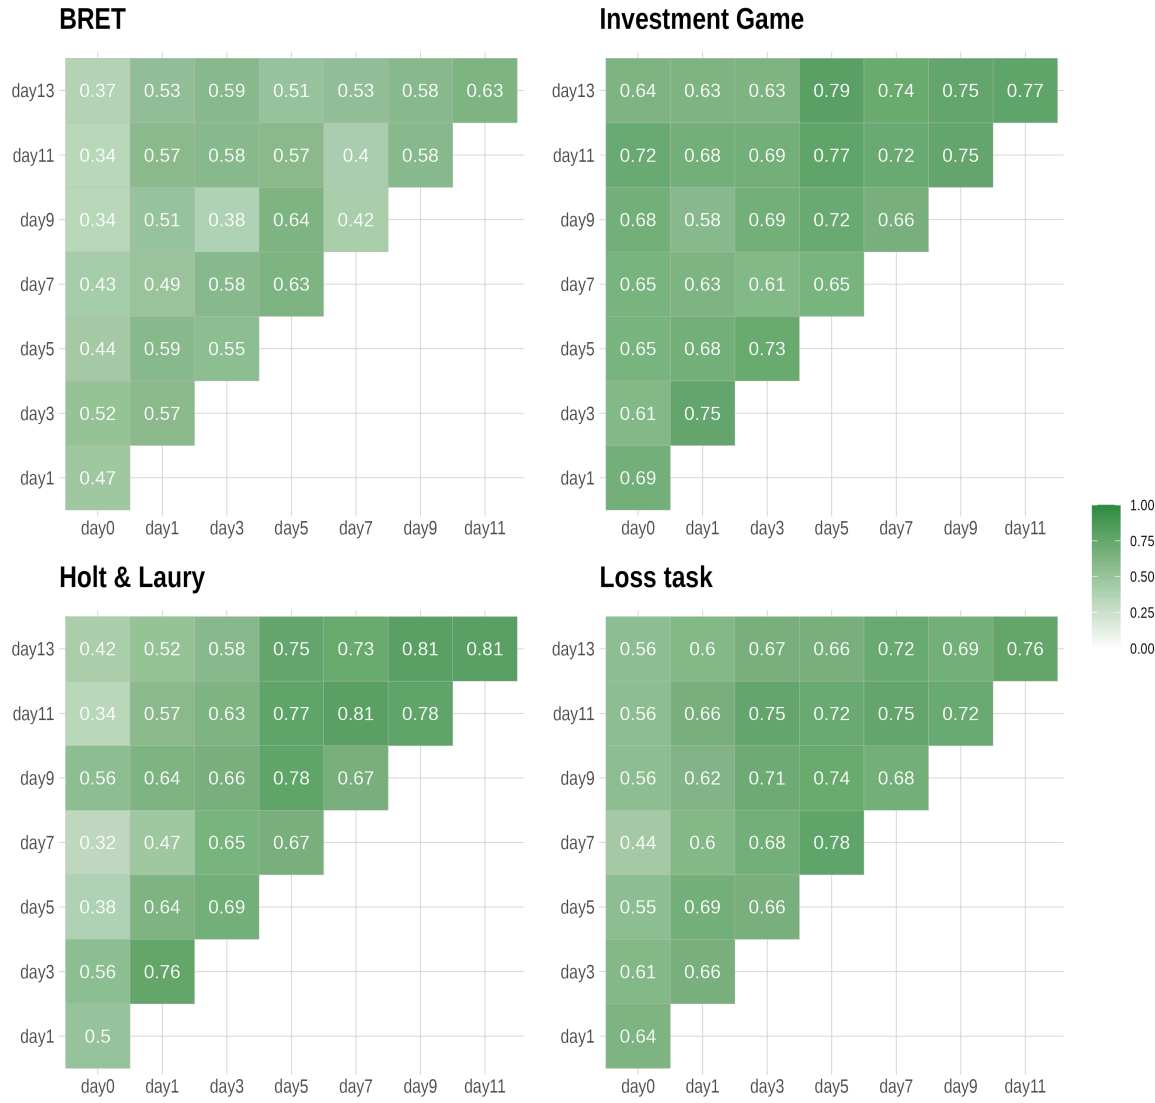 BRET
day13 0.37 0.53 0.59 0.51 0.53 0.58 0.63
day11 0.34 0.57 0.58 0.57 0.4 0.58
day9 0.34 0.51 0.38 0.64 0.42
day7 0.43 0.49 0.58 0.63
day5 0.44 0.59 0.55
day3 0.52 0.57
day1 0.47
day0 day1 day3 day5 day7 day9 day11
Investment Game
day13 0.64 0.63 0.63 0.79 0.74 0.75 0.77
day11 0.72 0.68 0.69 0.77 0.72 0.75
day9 0.68 0.58 0.69 0.72 0.66
day7 0.65 0.63 0.61 0.65
day5 0.65 0.68 0.73
day3 0.61 0.75
day1 0.69
day0 day1 day3 day5 day7 day9 day11
Holt & Laury
day13 0.42 0.52 0.58 0.75 0.73 0.81 0.81
day11 0.34 0.57 0.63 0.77 0.81 0.78
day9 0.56 0.64 0.66 0.78 0.67
day7 0.32 0.47 0.65 0.67
day5 0.38 0.64 0.69
day3 0.56 0.76
day1 0.5
day0 day1 day3 day5 day7 day9 day11
Loss task
day13 0.56 0.6 0.67 0.66 0.72 0.69 0.76
day11 0.56 0.66 0.75 0.72 0.75 0.72
day9 0.56 0.62 0.71 0.74 0.68
day7 0.44 0.6 0.68 0.78
day5 0.55 0.69 0.66
day3 0.61 0.66
day1 0.64
day0 day1 day3 day5 day7 day9 day11
1.00
0.75
0.50
0.25
0.00